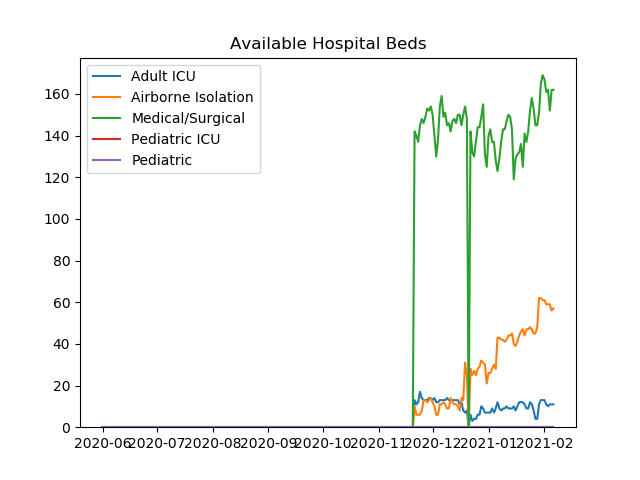 Available Hospital Beds
Adult ICU
Airborne Isolation
Medical/Surgical
Pediatric ICU
Pediatric
160
140
120
100
80
60
40
20
0
2020-06 2020-07 2020-08 2020-09 2020-10 2020-11 2020-12 2021-01 2021-02